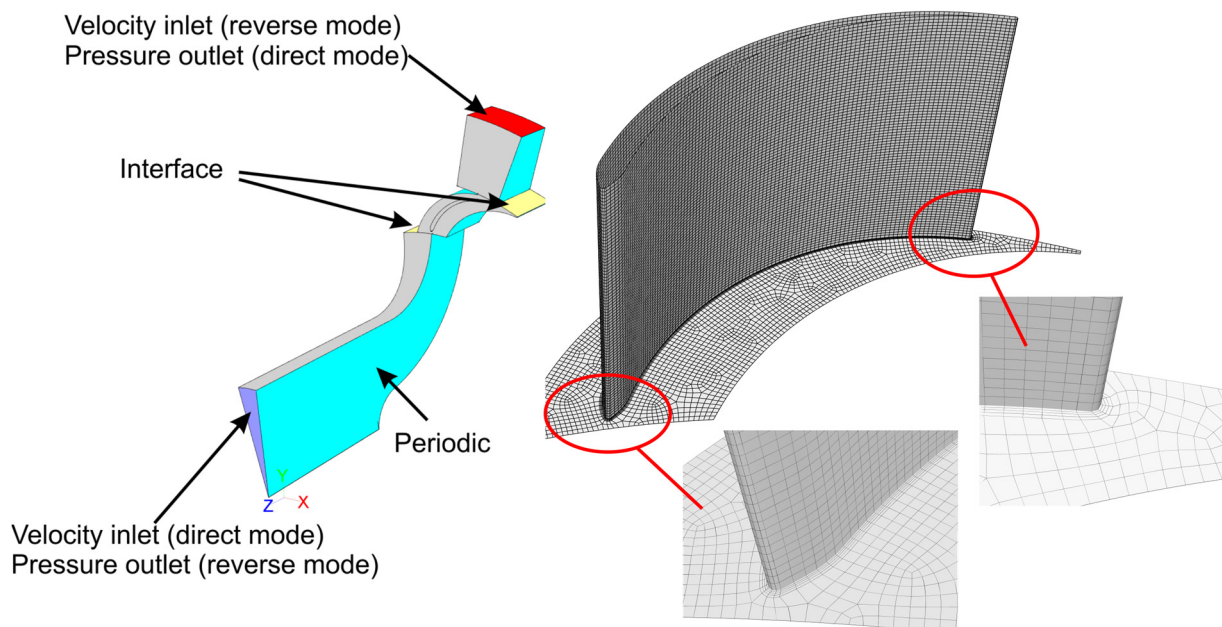 Velocity inlet (reverse mode)
Pressure outlet (direct mode)
Interface
Periodic
Y
Z
X
Velocity inlet (direct mode)
Pressure outlet (reverse mode)